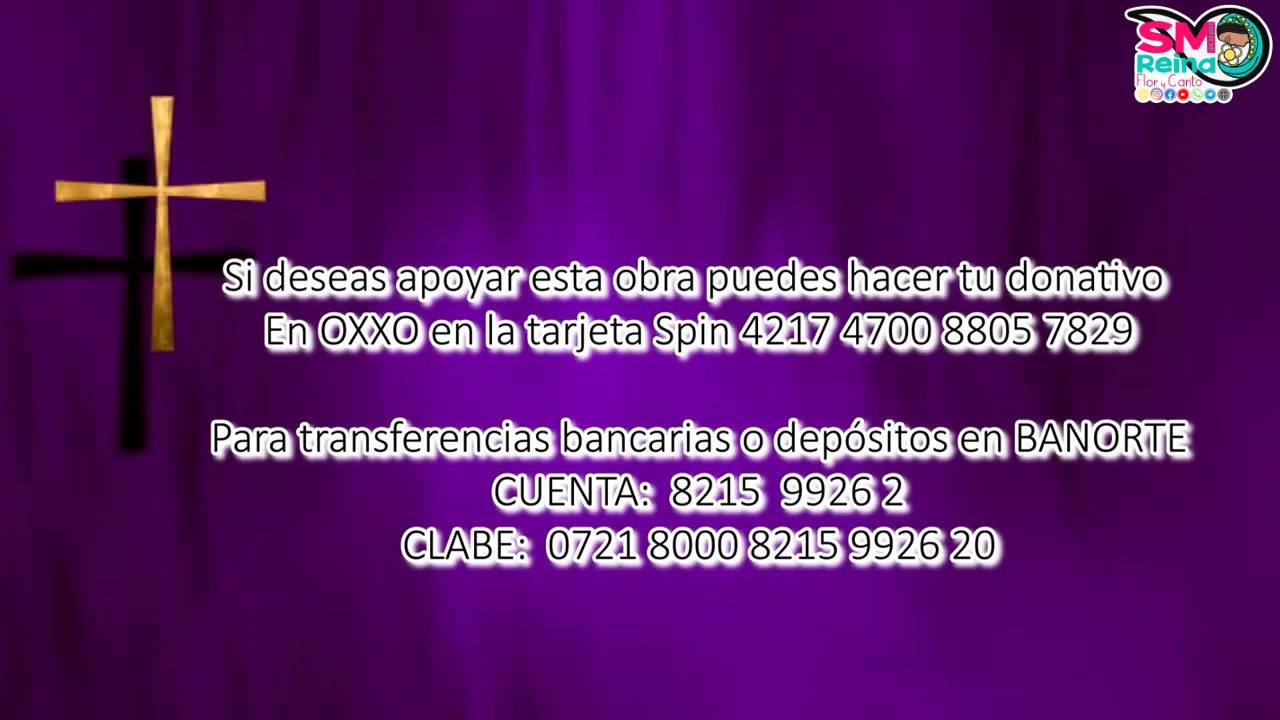 SM
Reina
Flor y Canto
Si deseas apoyar esta obra puedes hacer tu donativo
En OXXO en la tarjeta Spin 4217 4700 8805 7829
Para transferencias bancarias o depósitos en BANORTE
CUENTA: 8215 9926 2
CLABE: 0721 8000 8215 9926 20